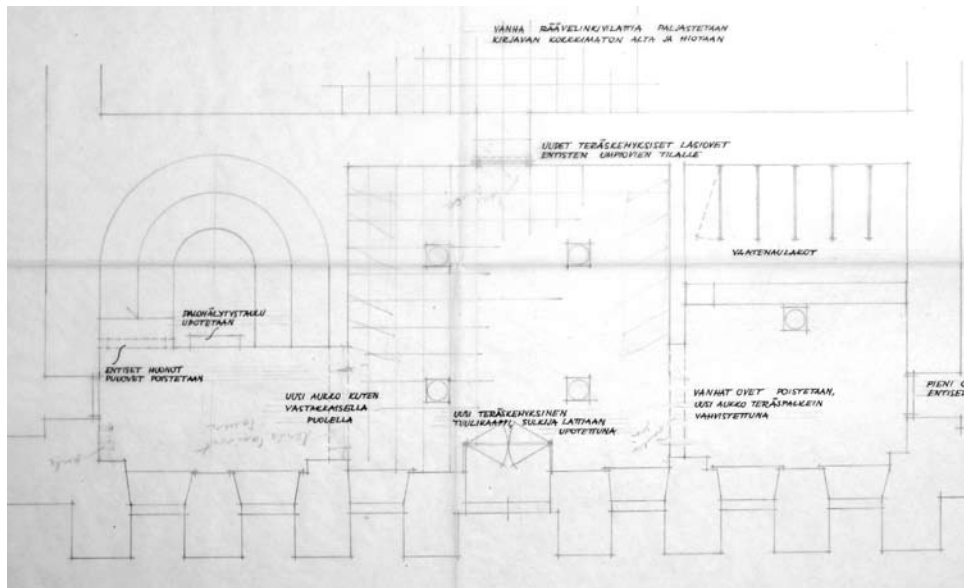 VANHA RÄÄVELINKIVILATTIA PALJASTETAAN
KIRJAVAN KORKKIMATON ALTA JA HIOTAAN
UUDET TERÄSKEHYKSISET LASIOVET
ENTISTEN UMPIOVIEN TILALLE
VAATENAULAKOT
PALOHÄLYTYSTAULU
UPOTETAAN
ENTISET HUONOT
PUUOVET POISTETAAN
UUSI AUKKO KUTEN
VASTAKKAISELLA
PUOLELLA
UUSI TERÄSKEHYKSINEN
TUULIKAAPPI, SULKIJA LATTIAAN
UPOTETTUNA
VANHAT OVET POISTETAAN,
UUSI AUKKO TERÄSPALKEIN
VAHVISTETTUNA
PIENI